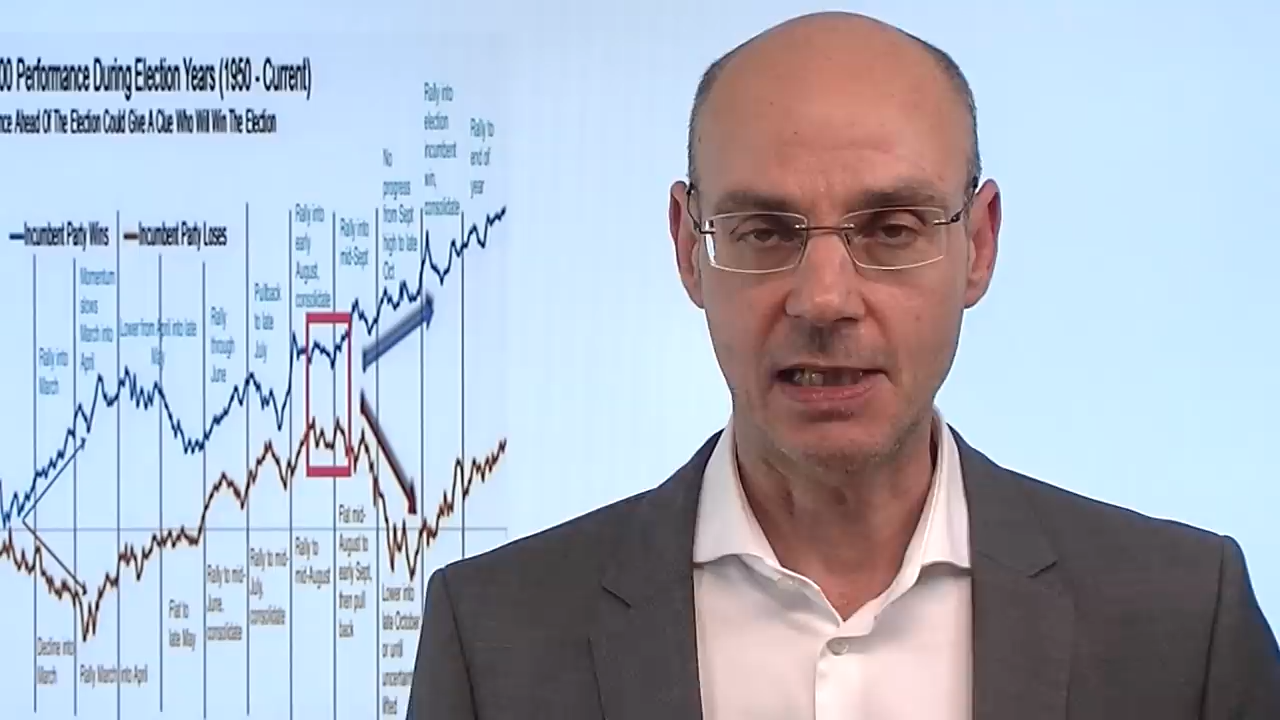 00 Performance During Election Years (1950 - Current)
nce Ahead Of The Election Could Give A Clue Who Will Win The Election
Incumbent Party Wins
Incumbent Party Loses
Rally into
March
Momentum
slows
March into
April
Lower from April into late
May
Rally
through
June
Pullback
to late
July
Rally into
early
August,
consolidate
Rally into
mid-Sept
No
progress
from Sept
high to late
Oct
Rally into
election
incumbent
win,
consolidate
Rally to
end of
year
Decline into
March
Rally March into April
Flat to
late May
Rally to mid-
June,
consolidate
Rally to mid-
July,
consolidate
Rally to
mid-August
Flat mid-
August to
early Sept,
then pull
back
Lower into
late October
or until
uncertain
lifted